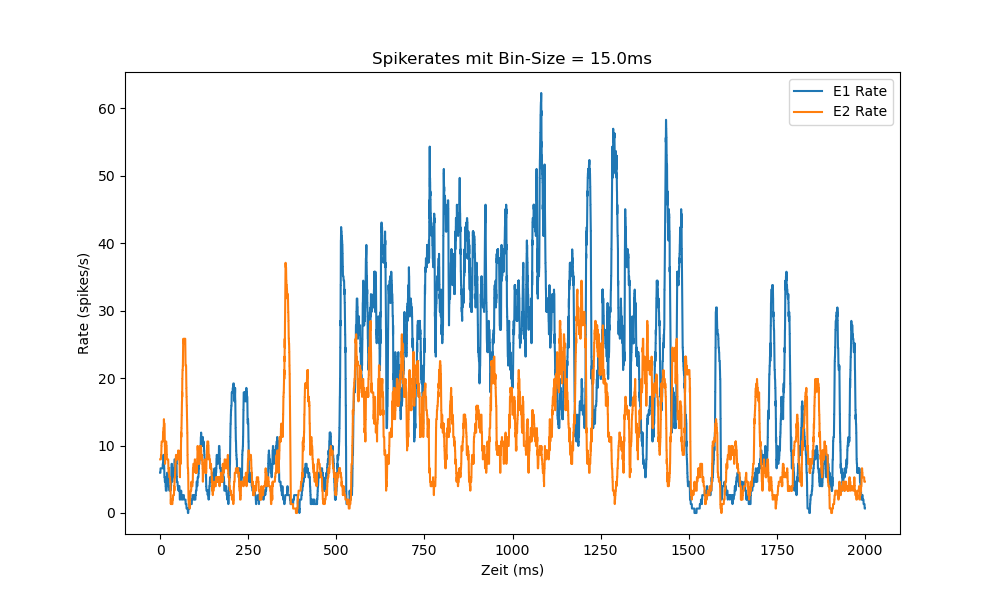 Spikerates mit Bin-Size = 15.0ms
E1 Rate
E2 Rate
Rate (spikes/s)
60
50
40
30
20
10
0
0 250 500 750 1000 1250 1500 1750 2000
Zeit (ms)